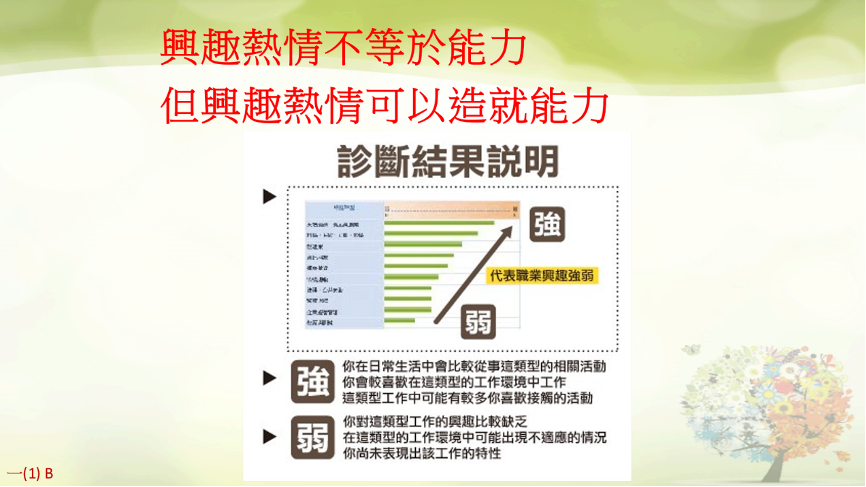 興趣熱情不等於能力
但興趣熱情可以造就能力
診斷結果説明
強
代表職業興趣強弱
弱
強
你在日常生活中會比較從事這類型的相關活動
你會較喜歡在這類型的工作環境中工作
這類型工作中可能有較多你喜歡接觸的活動
弱
你對這類型工作的興趣比較缺乏
在這類型的工作環境中可能出現不適應的情況
你尚未表現出該工作的特性
一(1) B